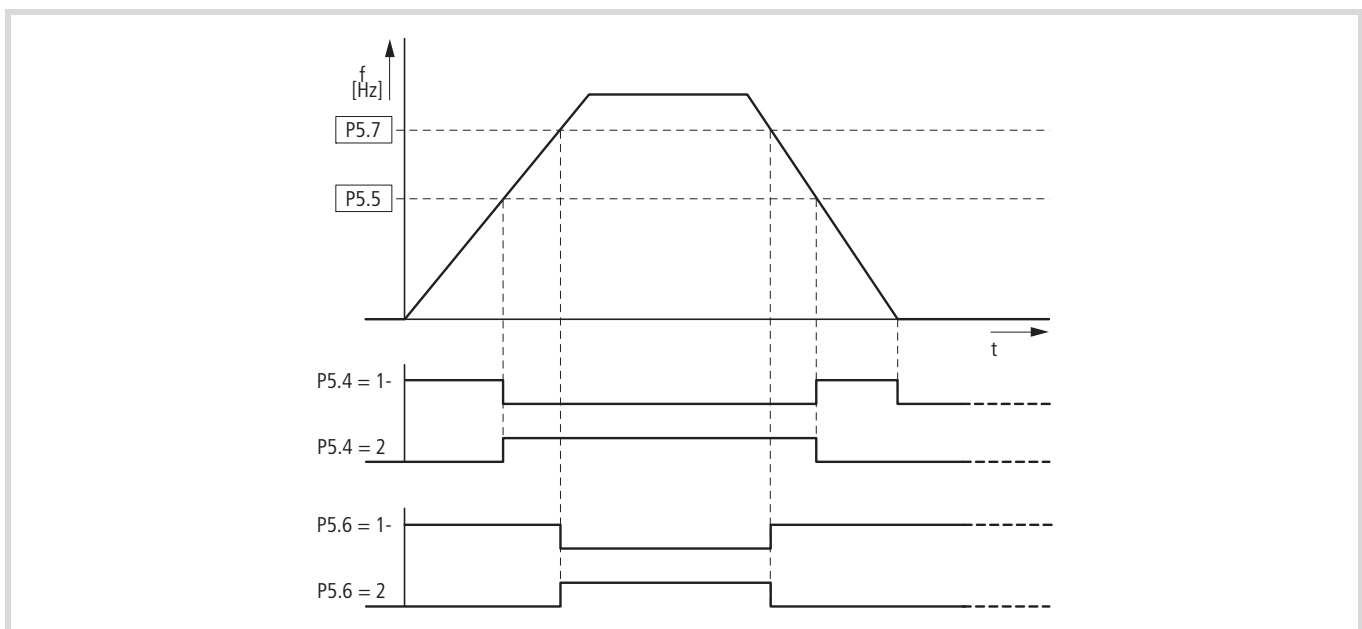 f
[Hz]
P5.7
P5.5
t
P5.4 = 1-
P5.4 = 2
P5.6 = 1-
P5.6 = 2